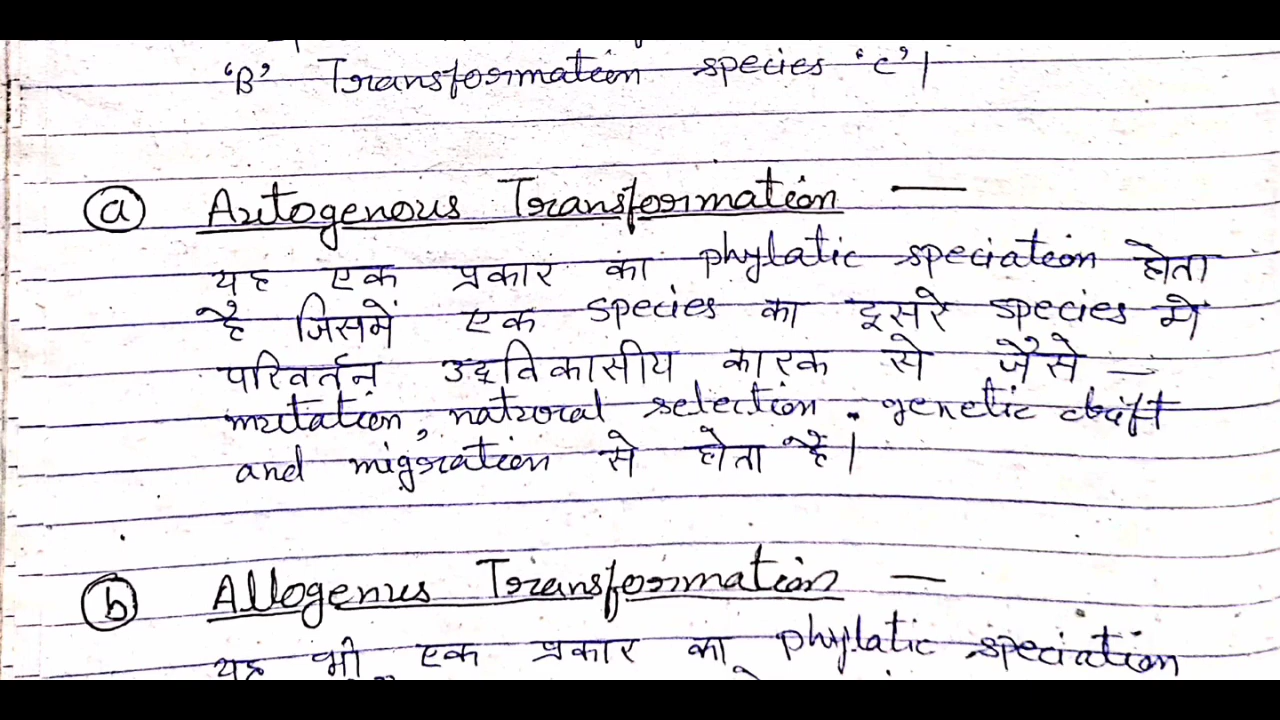 'B' Transformation species 'c'।
(a) Autogenous Transformation —
यह एक प्रकार का phylatic speciation होता
है जिसमें एक species का दूसरे species मे
परिवर्तन उद्दविकासीय कारक से जैसे —
mutation, natural selection. genetic drift
and migration से होता है।
(b) Allogenus Transformation —
यह भी एक प्रकार का phylatic speciation